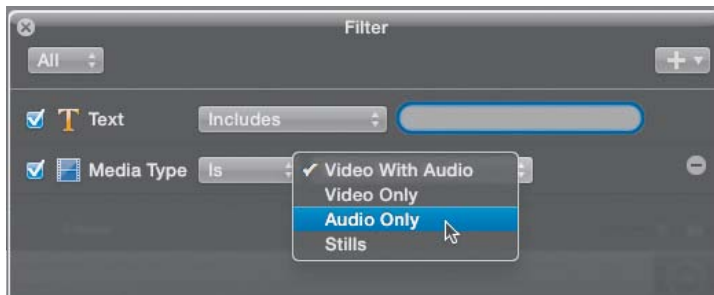 Filter
All
Text Includes
Media Type Is ✓ Video With Audio
Video Only
Audio Only
Stills